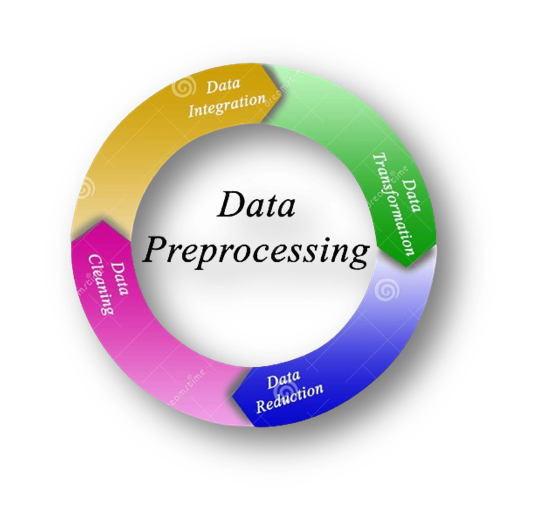 Data
Integration
Data
Transformation
Data
Preprocessing
Data
Cleaning
Data
Reduction